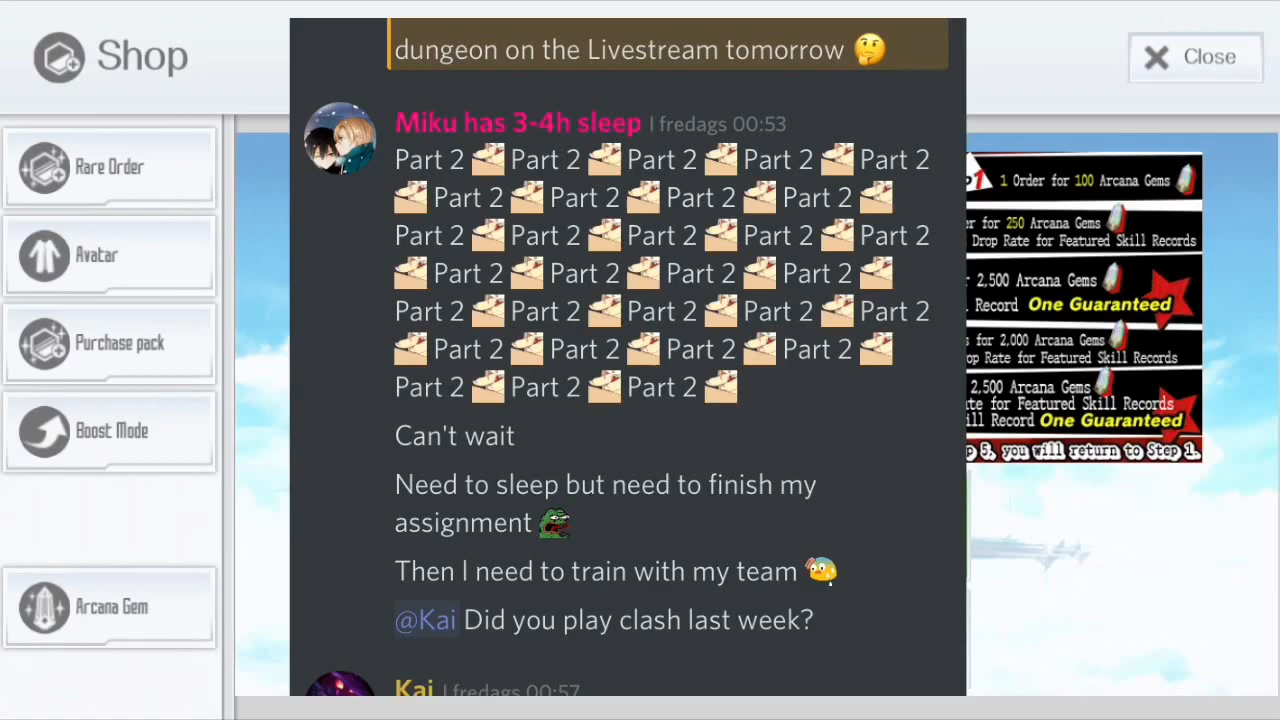 Shop
Close
Rare Order
Avatar
Purchase pack
Boost Mode
Arcana Gem
dungeon on the Livestream tomorrow 🤔
Miku has 3-4h sleep I fredags 00:53
Part 2 Part 2 Part 2 Part 2 Part 2
Part 2 Part 2 Part 2 Part 2
Part 2 Part 2 Part 2 Part 2 Part 2
Part 2 Part 2 Part 2 Part 2
Part 2 Part 2 Part 2 Part 2 Part 2
Part 2 Part 2 Part 2 Part 2
Part 2 Part 2 Part 2
Can't wait
Need to sleep but need to finish my
assignment
Then I need to train with my team
@Kai Did you play clash last week?
Kai I fredags 00:57
1 Order for 100 Arcana Gems
for 250 Arcana Gems
Drop Rate for Featured Skill Records
2,500 Arcana Gems
Record One Guaranteed
for 2,000 Arcana Gems
Rate for Featured Skill Records
2,500 Arcana Gems
for Featured Skill Records
Record One Guaranteed
5, you will return to Step 1.